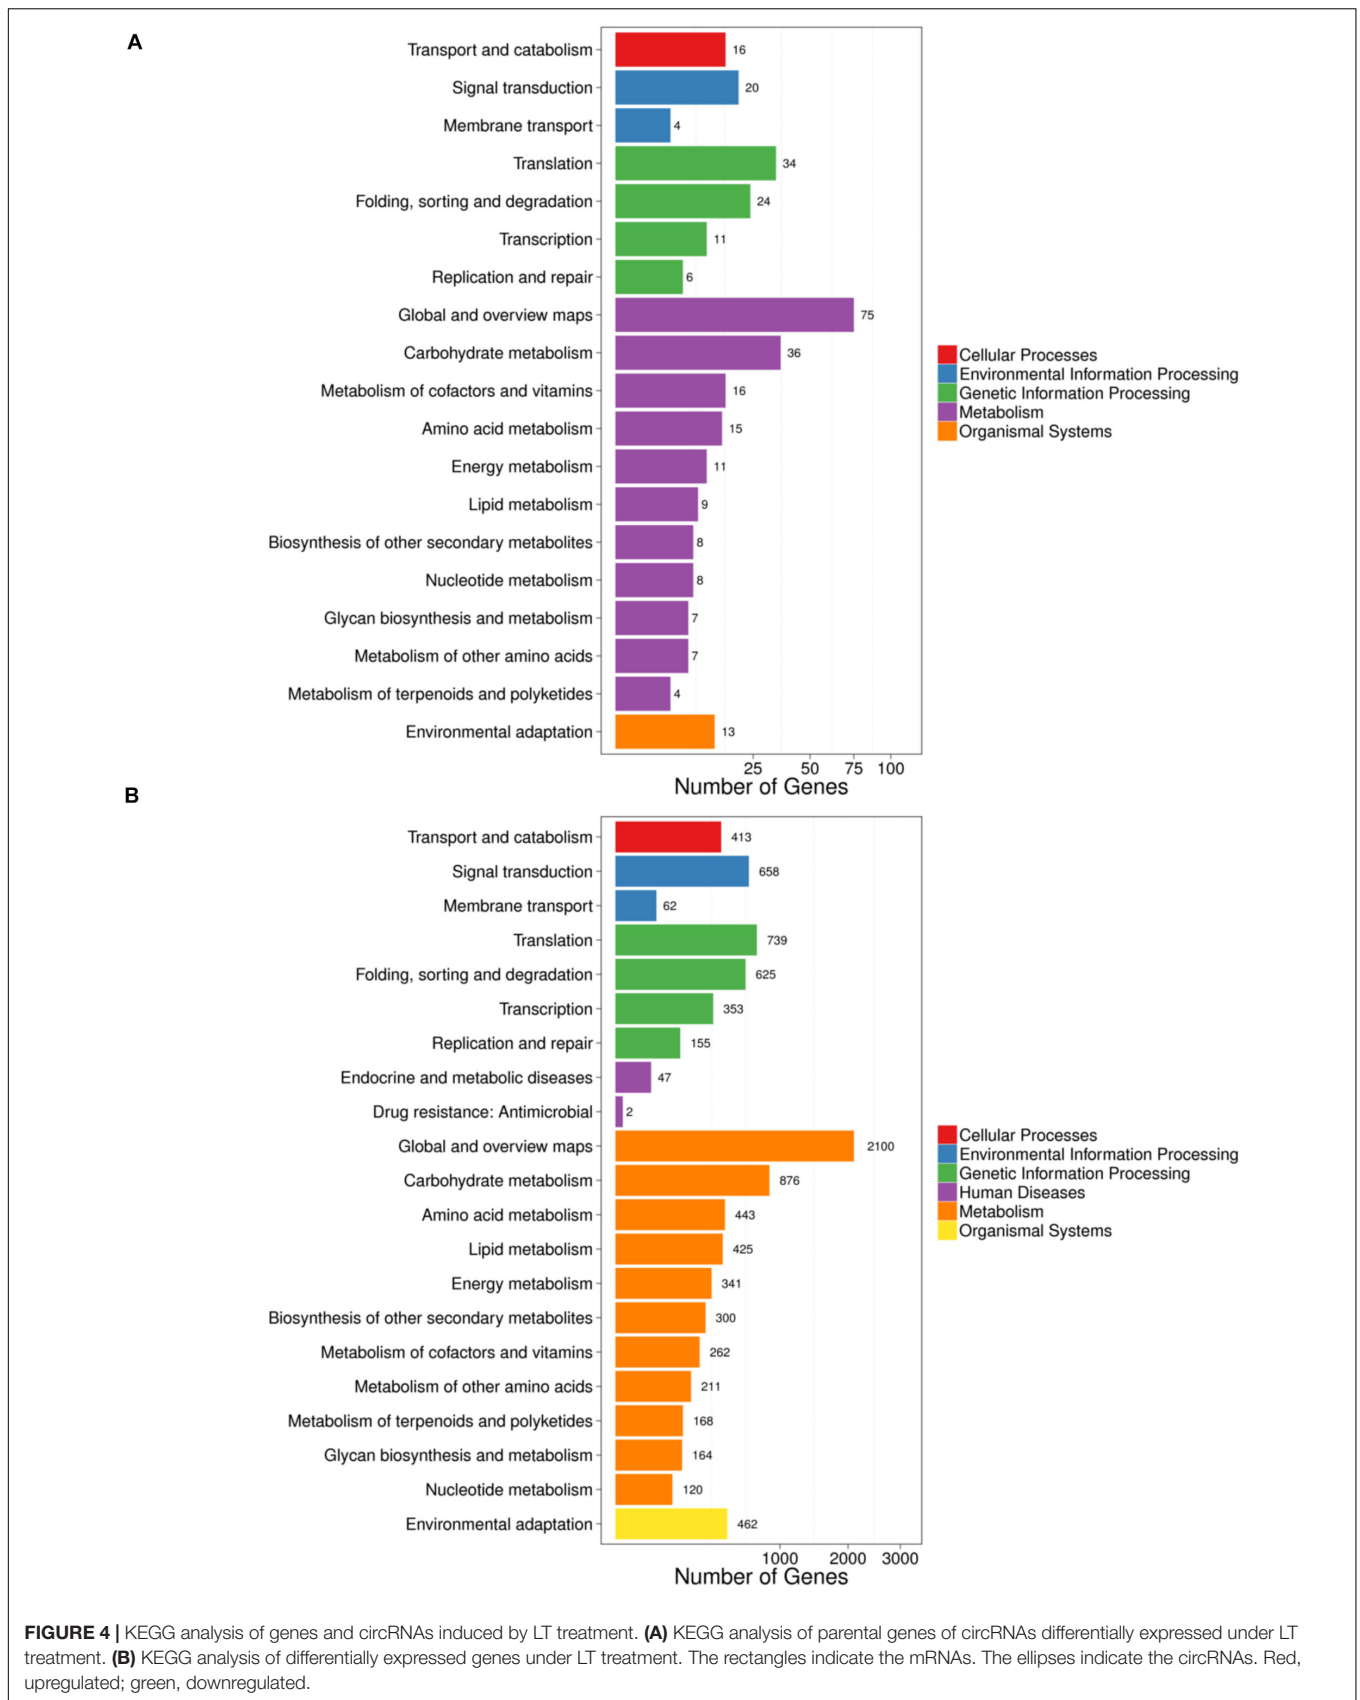 A
Transport and catabolism 16
Signal transduction 20
Membrane transport 4
Translation 34
Folding, sorting and degradation 24
Transcription 11
Replication and repair 6
Global and overview maps 75
Carbohydrate metabolism 36
Metabolism of cofactors and vitamins 16
Amino acid metabolism 15
Energy metabolism 11
Lipid metabolism 9
Biosynthesis of other secondary metabolites 8
Nucleotide metabolism 8
Glycan biosynthesis and metabolism 7
Metabolism of other amino acids 7
Metabolism of terpenoids and polyketides 4
Environmental adaptation 13
25 50 75 100
Number of Genes
Cellular Processes
Environmental Information Processing
Genetic Information Processing
Metabolism
Organismal Systems
B
Transport and catabolism 413
Signal transduction 658
Membrane transport 62
Translation 739
Folding, sorting and degradation 625
Transcription 353
Replication and repair 155
Endocrine and metabolic diseases 47
Drug resistance: Antimicrobial 2
Global and overview maps 2100
Carbohydrate metabolism 876
Amino acid metabolism 443
Lipid metabolism 425
Energy metabolism 341
Biosynthesis of other secondary metabolites 300
Metabolism of cofactors and vitamins 262
Metabolism of other amino acids 211
Metabolism of terpenoids and polyketides 168
Glycan biosynthesis and metabolism 164
Nucleotide metabolism 120
Environmental adaptation 462
1000 2000 3000
Number of Genes
Cellular Processes
Environmental Information Processing
Genetic Information Processing
Human Diseases
Metabolism
Organismal Systems
FIGURE 4 | KEGG analysis of genes and circRNAs induced by LT treatment. (A) KEGG analysis of parental genes of circRNAs differentially expressed under LT
treatment. (B) KEGG analysis of differentially expressed genes under LT treatment. The rectangles indicate the mRNAs. The ellipses indicate the circRNAs. Red,
upregulated; green, downregulated.